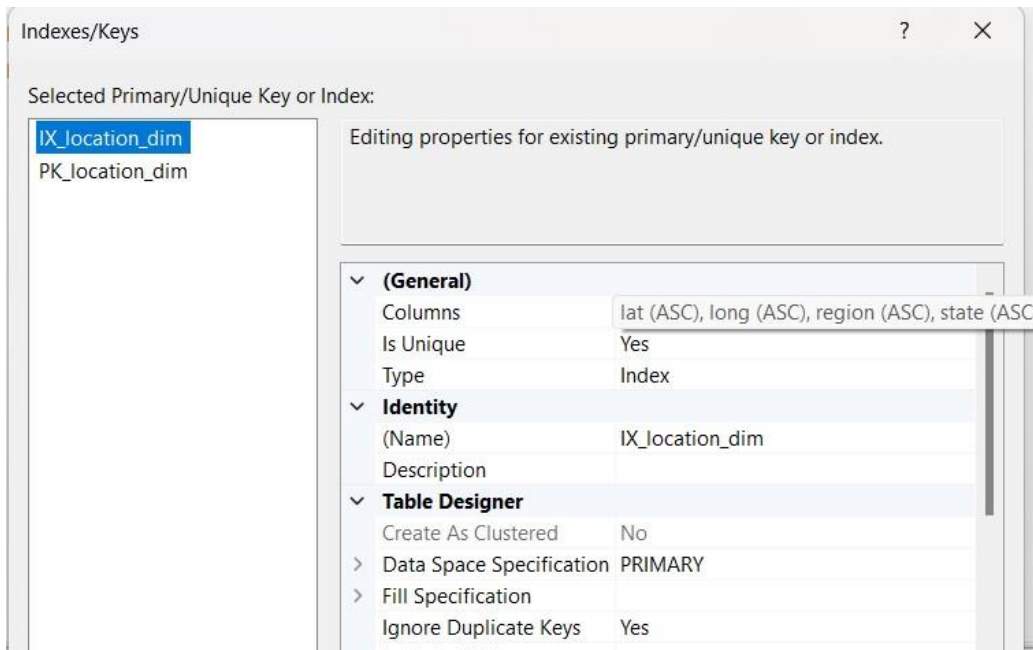 Indexes/Keys ? ×
Selected Primary/Unique Key or Index:
IX_location_dim
PK_location_dim
Editing properties for existing primary/unique key or index.
(General)
Columns lat (ASC), long (ASC), region (ASC), state (ASC
Is Unique Yes
Type Index
Identity
(Name) IX_location_dim
Description
Table Designer
Create As Clustered No
Data Space Specification PRIMARY
Fill Specification
Ignore Duplicate Keys Yes